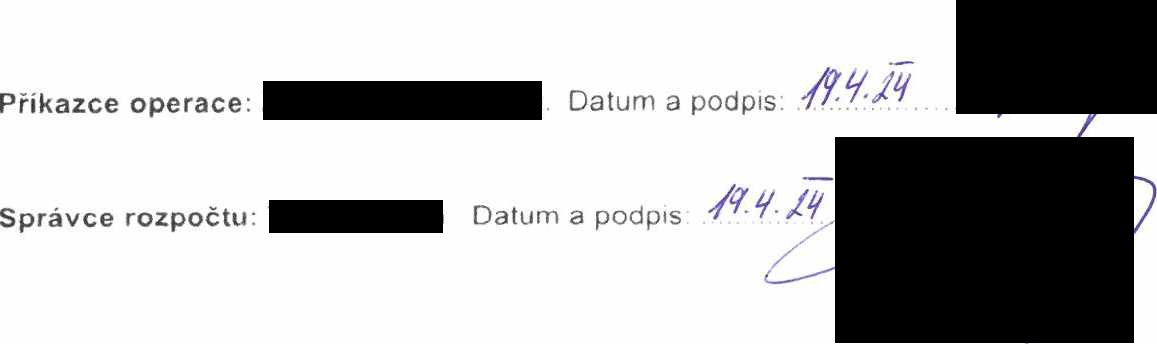 Příkazce operace: Datum a podpis: 19.4.24
Správce rozpočtu: Datum a podpis: 19.4.24